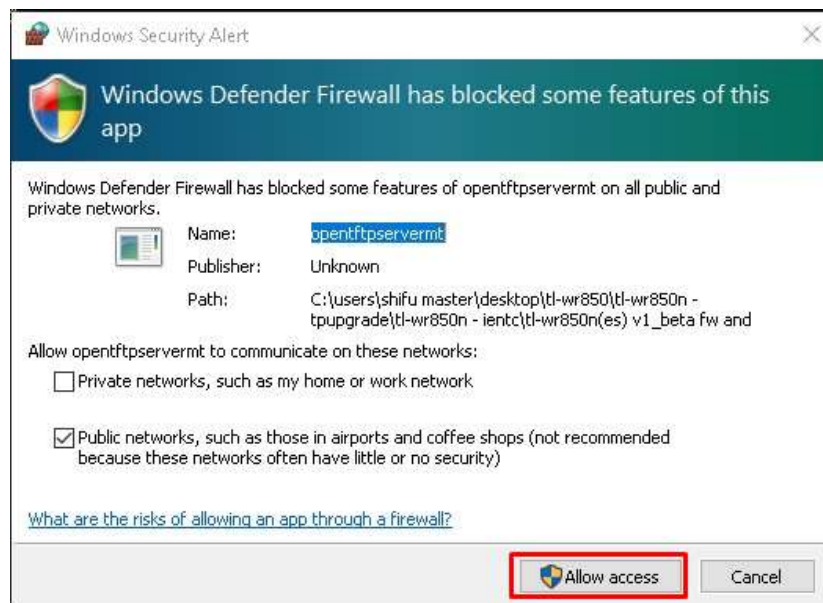 Windows Security Alert
Windows Defender Firewall has blocked some features of this
app
Windows Defender Firewall has blocked some features of opentftpservermt on all public and
private networks.
Name: opentftpservermt
Publisher: Unknown
Path: C:\users\shifu master\desktop\tl-wr850\tl-wr850n -
tpupgrade\tl-wr850n - ientc\tl-wr850n(es) v1_beta fw and
Allow opentftpservermt to communicate on these networks:
Private networks, such as my home or work network
Public networks, such as those in airports and coffee shops (not recommended
because these networks often have little or no security)
What are the risks of allowing an app through a firewall?
Allow access Cancel